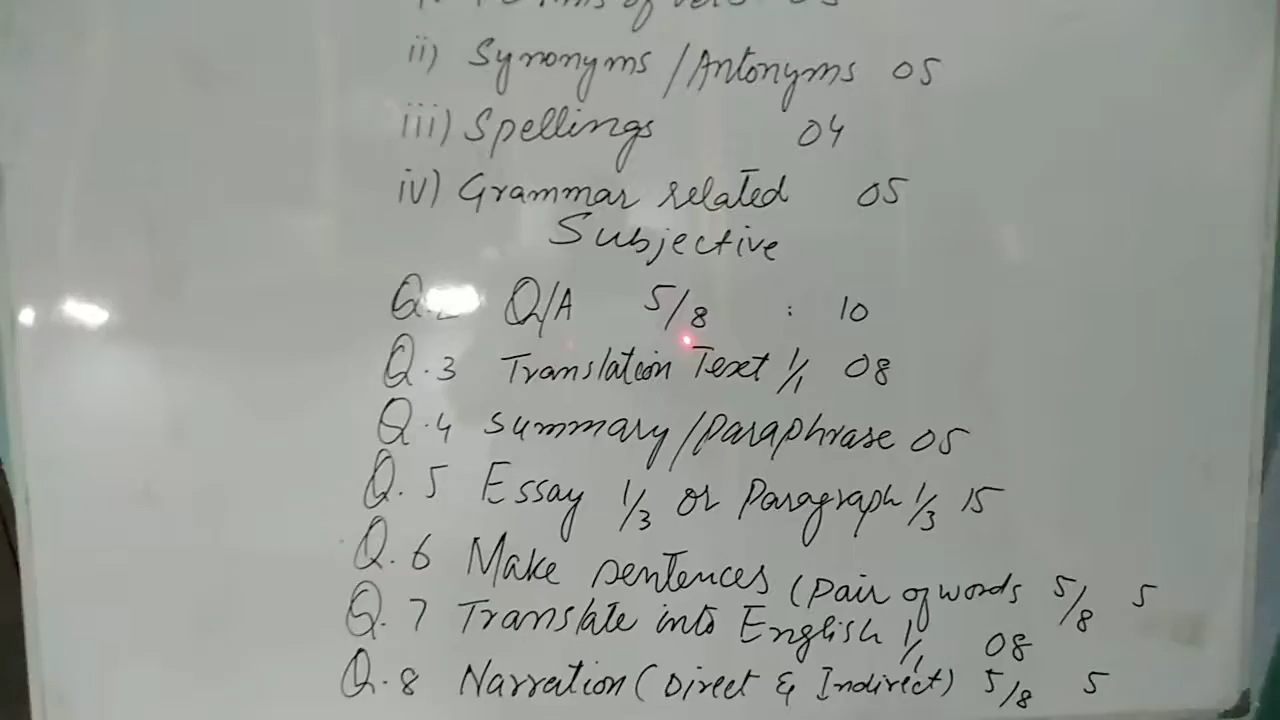 ii) Synonyms / Antonyms 05
iii) Spellings 04
iv) Grammar related 05
Subjective
Q. Q/A 5/8 : 10
Q.3 Translation Text 1/1 08
Q.4 Summary / Paraphrase 05
Q.5 Essay 1/3 or Paragraph 1/3 15
Q.6 Make sentences (Pair of words 5/8 5
Q.7 Translate into English 1/1 08
Q.8 Narration (Direct & Indirect) 5/8 5